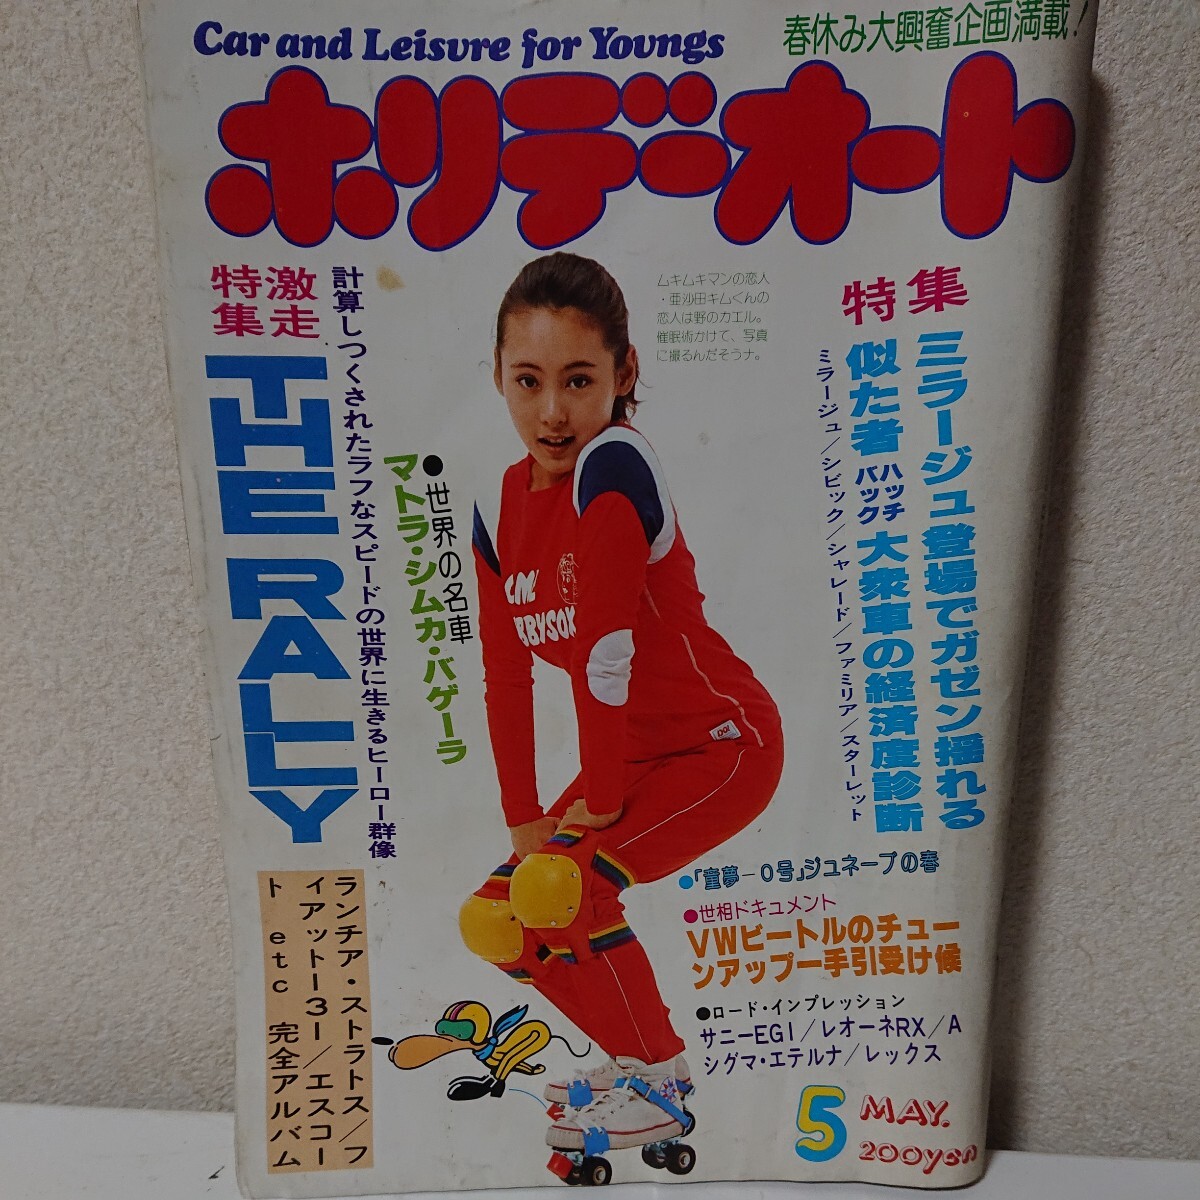 Car and Leisure for Youngs
春休み大興奮企画満載!
ホリデーオート
特集
ミラージュ登場でガゼン揺れる
似た者ハッチバック大衆車の経済度診断
ミラージュ/シビック/シャレード/ファミリア/スターレット
ムキムキマンの恋人
・亜沙田キムくんの
恋人は野のカエル。
催眠術かけて、写真
に撮るんだそうナ。
激走
特集
THE RALLY
計算しつくされたラフなスピードの世界に生きるヒーロー群像
●世界の名車
マトラ・シムカ・バゲーラ
ランチア・ストラトス/フ
ィアット131/エスコー
ト etc 完全アルバム
●「童夢-0号」ジュネーブの春
●世相ドキュメント
VWビートルのチュー
ンアップ一手引受け候
●ロード・インプレッション
サニーEGI/レオーネRX/A
シグマ・エテルナ/レックス
5 MAY.
200yen
DO!